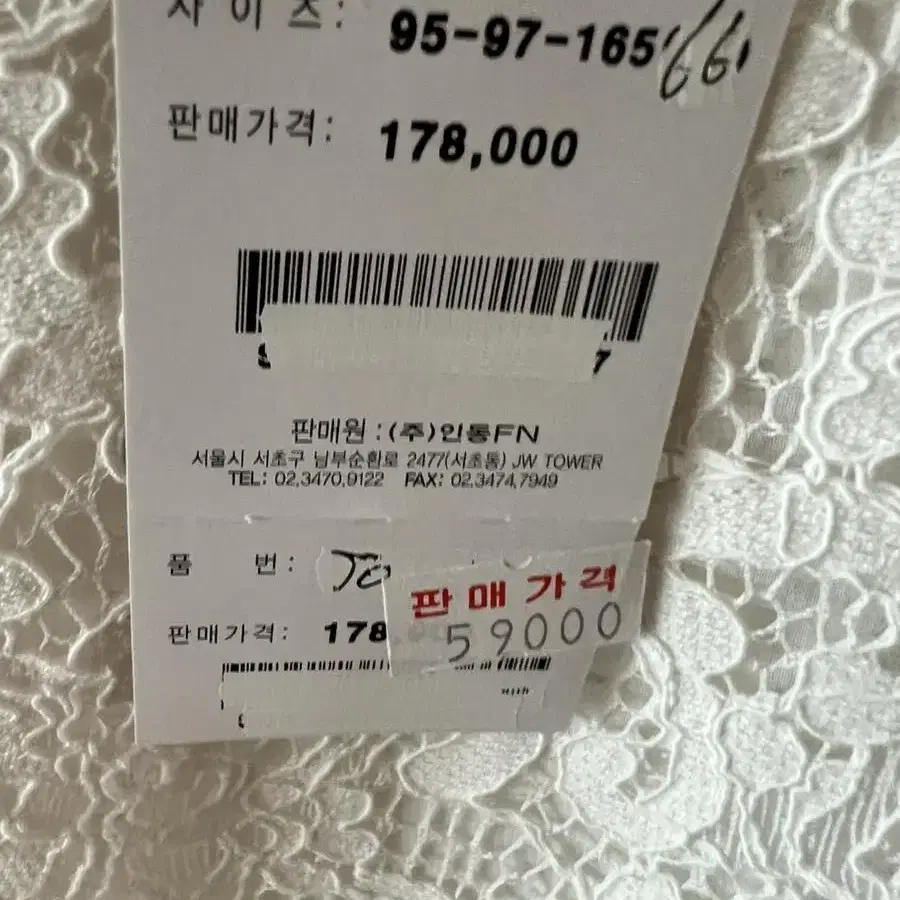 사이즈: 95-97-165 66
판매가격: 178,000
판매원 : (주)인동FN
서울시 서초구 남부순환로 2477(서초동) JW TOWER
TEL: 02.3470.9122 FAX: 02.3474.7949
품 번:
판매가격
판매가격: 178
59000